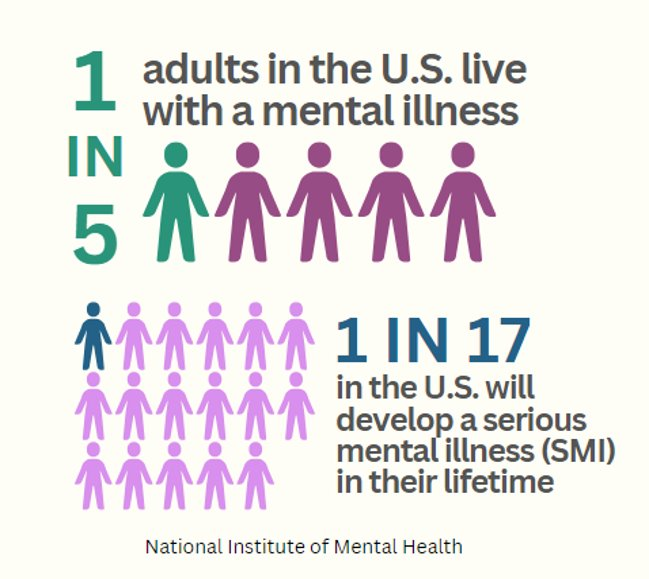 1
IN
5
adults in the U.S. live
with a mental illness
1 IN 17
in the U.S. will
develop a serious
mental illness (SMI)
in their lifetime
National Institute of Mental Health